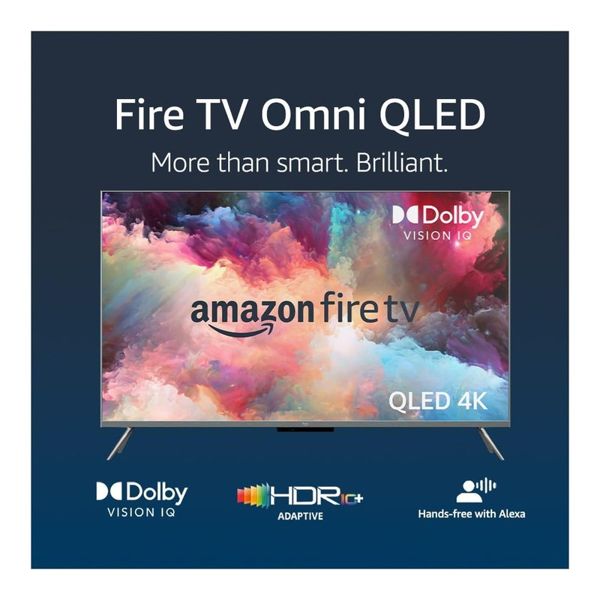 Fire TV Omni QLED
More than smart. Brilliant.
Dolby
VISION IQ
amazon fire tv
QLED 4K
Dolby
VISION IQ
HDR10+
ADAPTIVE
Hands-free with Alexa